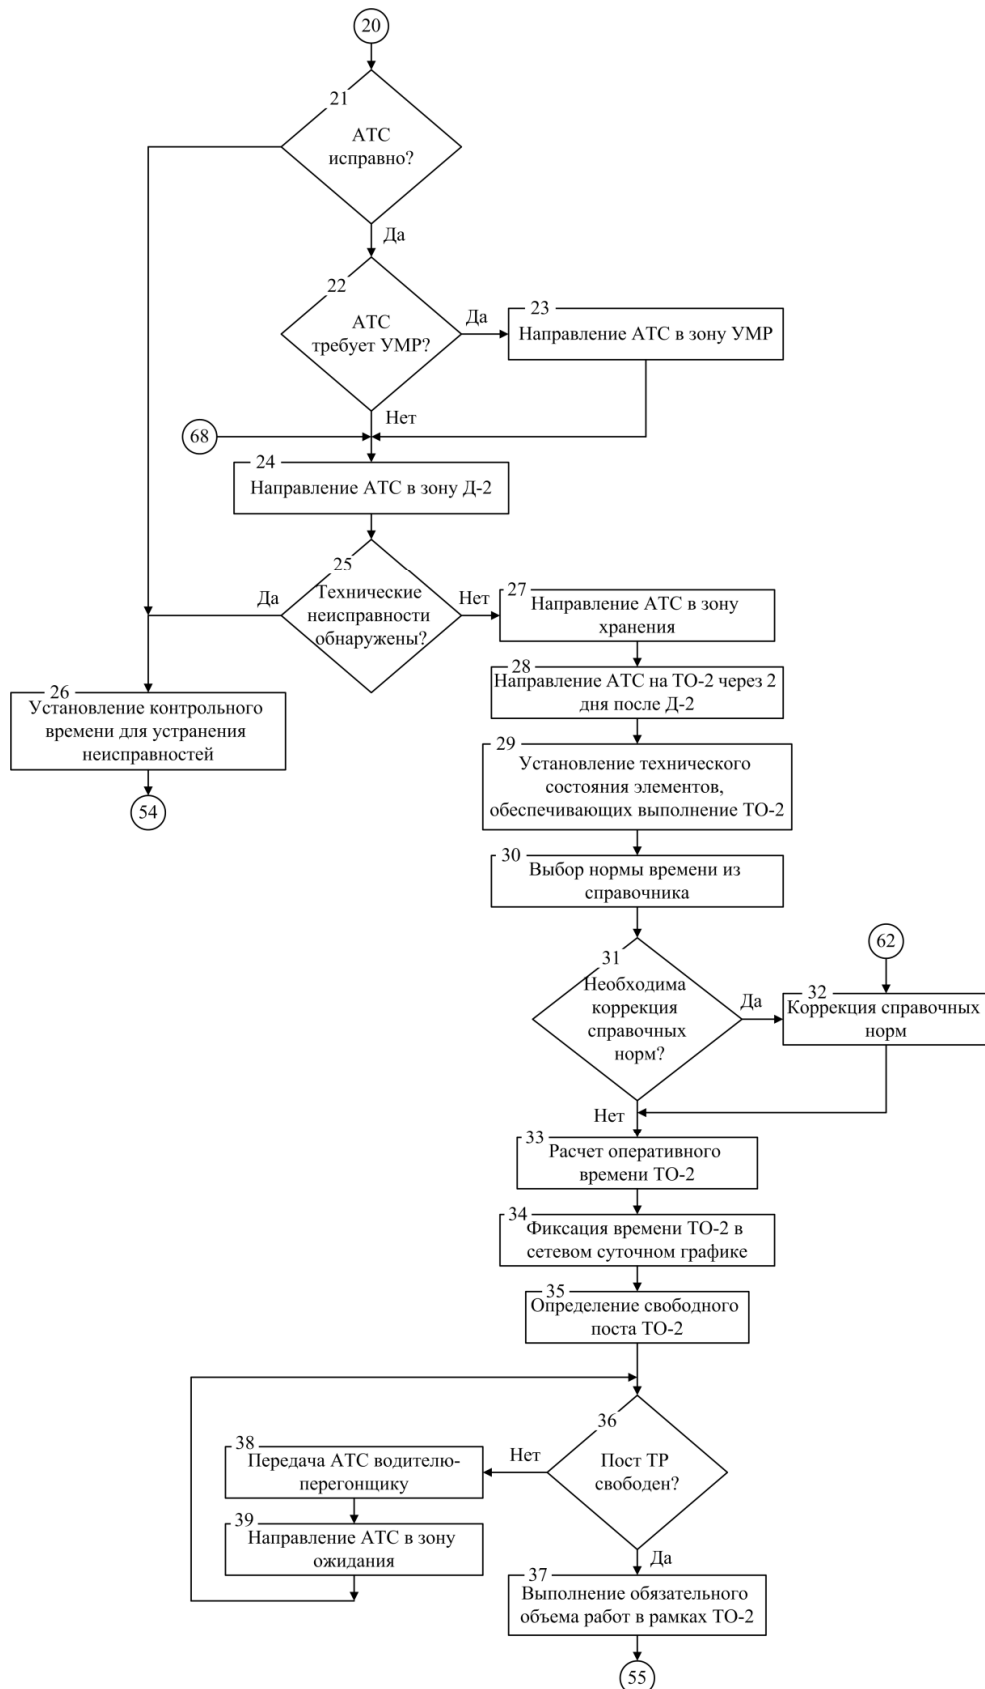 20
21
АТС
исправно?
Да
22
АТС
требует УМР?
Да
23
Направление АТС в зону УМР
Нет
68
24
Направление АТС в зону Д-2
25
Технические
неисправности
обнаружены?
Да
Нет
27
Направление АТС в зону
хранения
28
Направление АТС на ТО-2 через 2
дня после Д-2
26
Установление контрольного
времени для устранения
неисправностей
54
29
Установление технического
состояния элементов,
обеспечивающих выполнение ТО-2
30
Выбор нормы времени из
справочника
31
Необходима
коррекция
справочных
норм?
Да
62
32
Коррекция справочных
норм
Нет
33
Расчет оперативного
времени ТО-2
34
Фиксация времени ТО-2 в
сетевом суточном графике
35
Определение свободного
поста ТО-2
36
Пост ТР
свободен?
Нет
38
Передача АТС водителю-
перегонщику
39
Направление АТС в зону
ожидания
Да
37
Выполнение обязательного
объема работ в рамках ТО-2
55